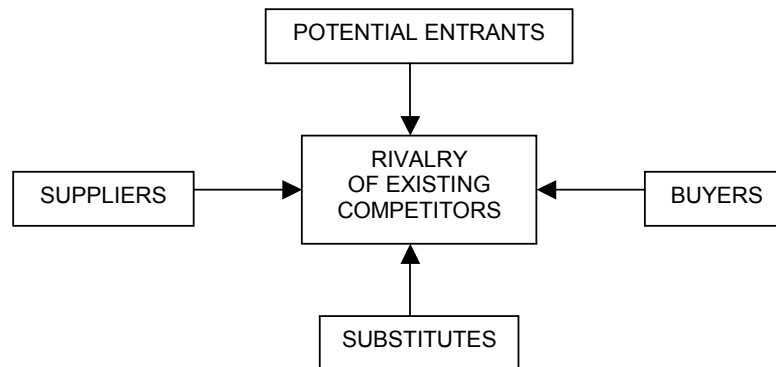 POTENTIAL ENTRANTS
RIVALRY
OF EXISTING
COMPETITORS
SUPPLIERS
BUYERS
SUBSTITUTES